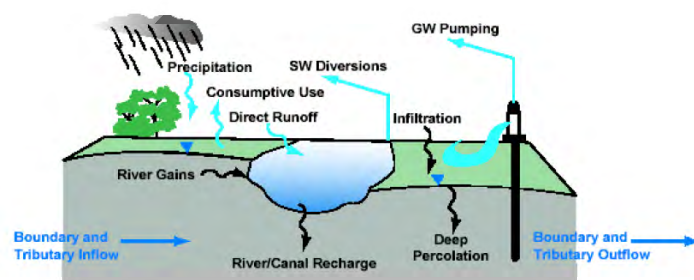 GW Pumping
Precipitation
SW Diversions
Consumptive Use
Direct Runoff
Infiltration
River Gains
Boundary and
Tributary Inflow
River/Canal Recharge
Deep
Percolation
Boundary and
Tributary Outflow